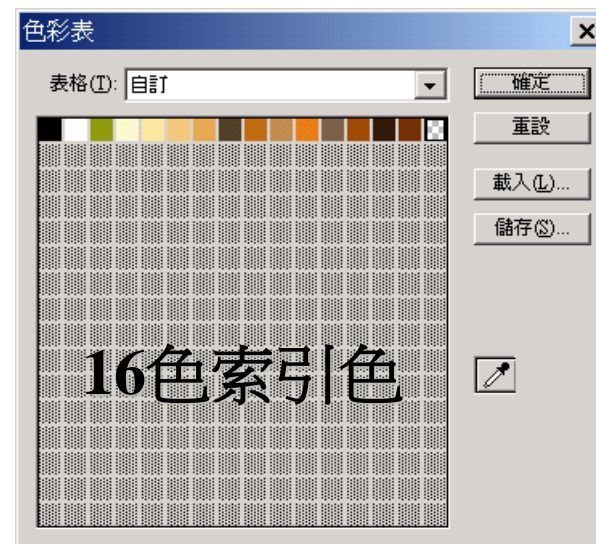 色彩表
表格(T): 自訂
確定
重設
載入(L)...
儲存(S)...
16色索引色